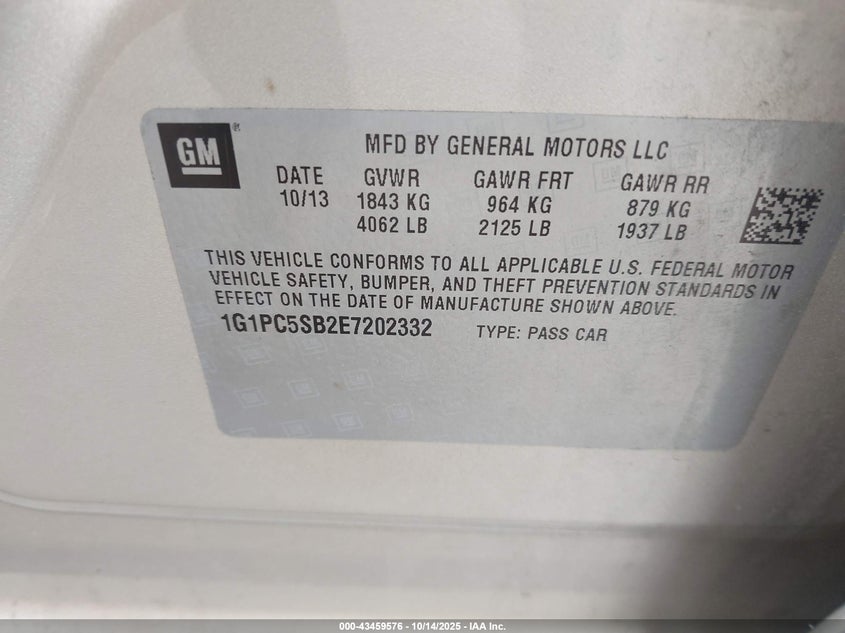 GM®
MFD BY GENERAL MOTORS LLC
DATE GVWR GAWR FRT GAWR RR
10/13 1843 KG 964 KG 879 KG
4062 LB 2125 LB 1937 LB
THIS VEHICLE CONFORMS TO ALL APPLICABLE U.S. FEDERAL MOTOR
VEHICLE SAFETY, BUMPER, AND THEFT PREVENTION STANDARDS IN
EFFECT ON THE DATE OF MANUFACTURE SHOWN ABOVE.
1G1PC5SB2E7202332 TYPE: PASS CAR
000-43459576 - 10/14/2025 - IAA Inc.